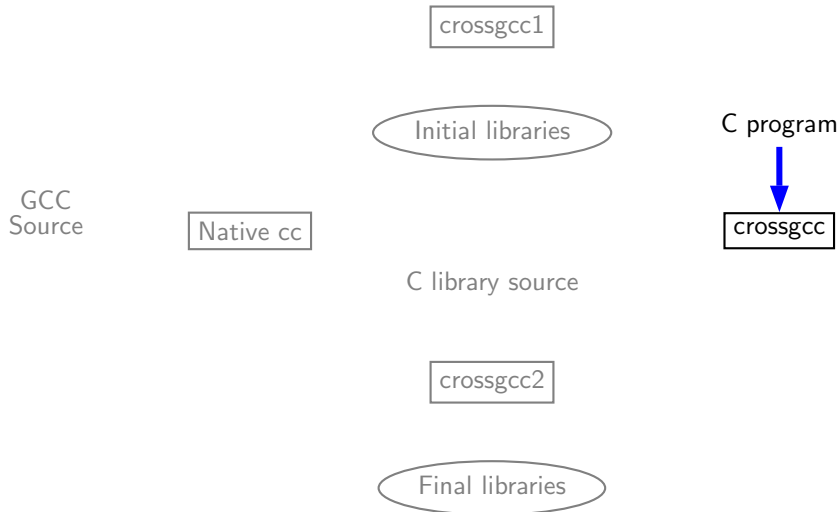 crossgcc1
Initial libraries
C program
GCC
Source
Native cc
crossgcc
C library source
crossgcc2
Final libraries